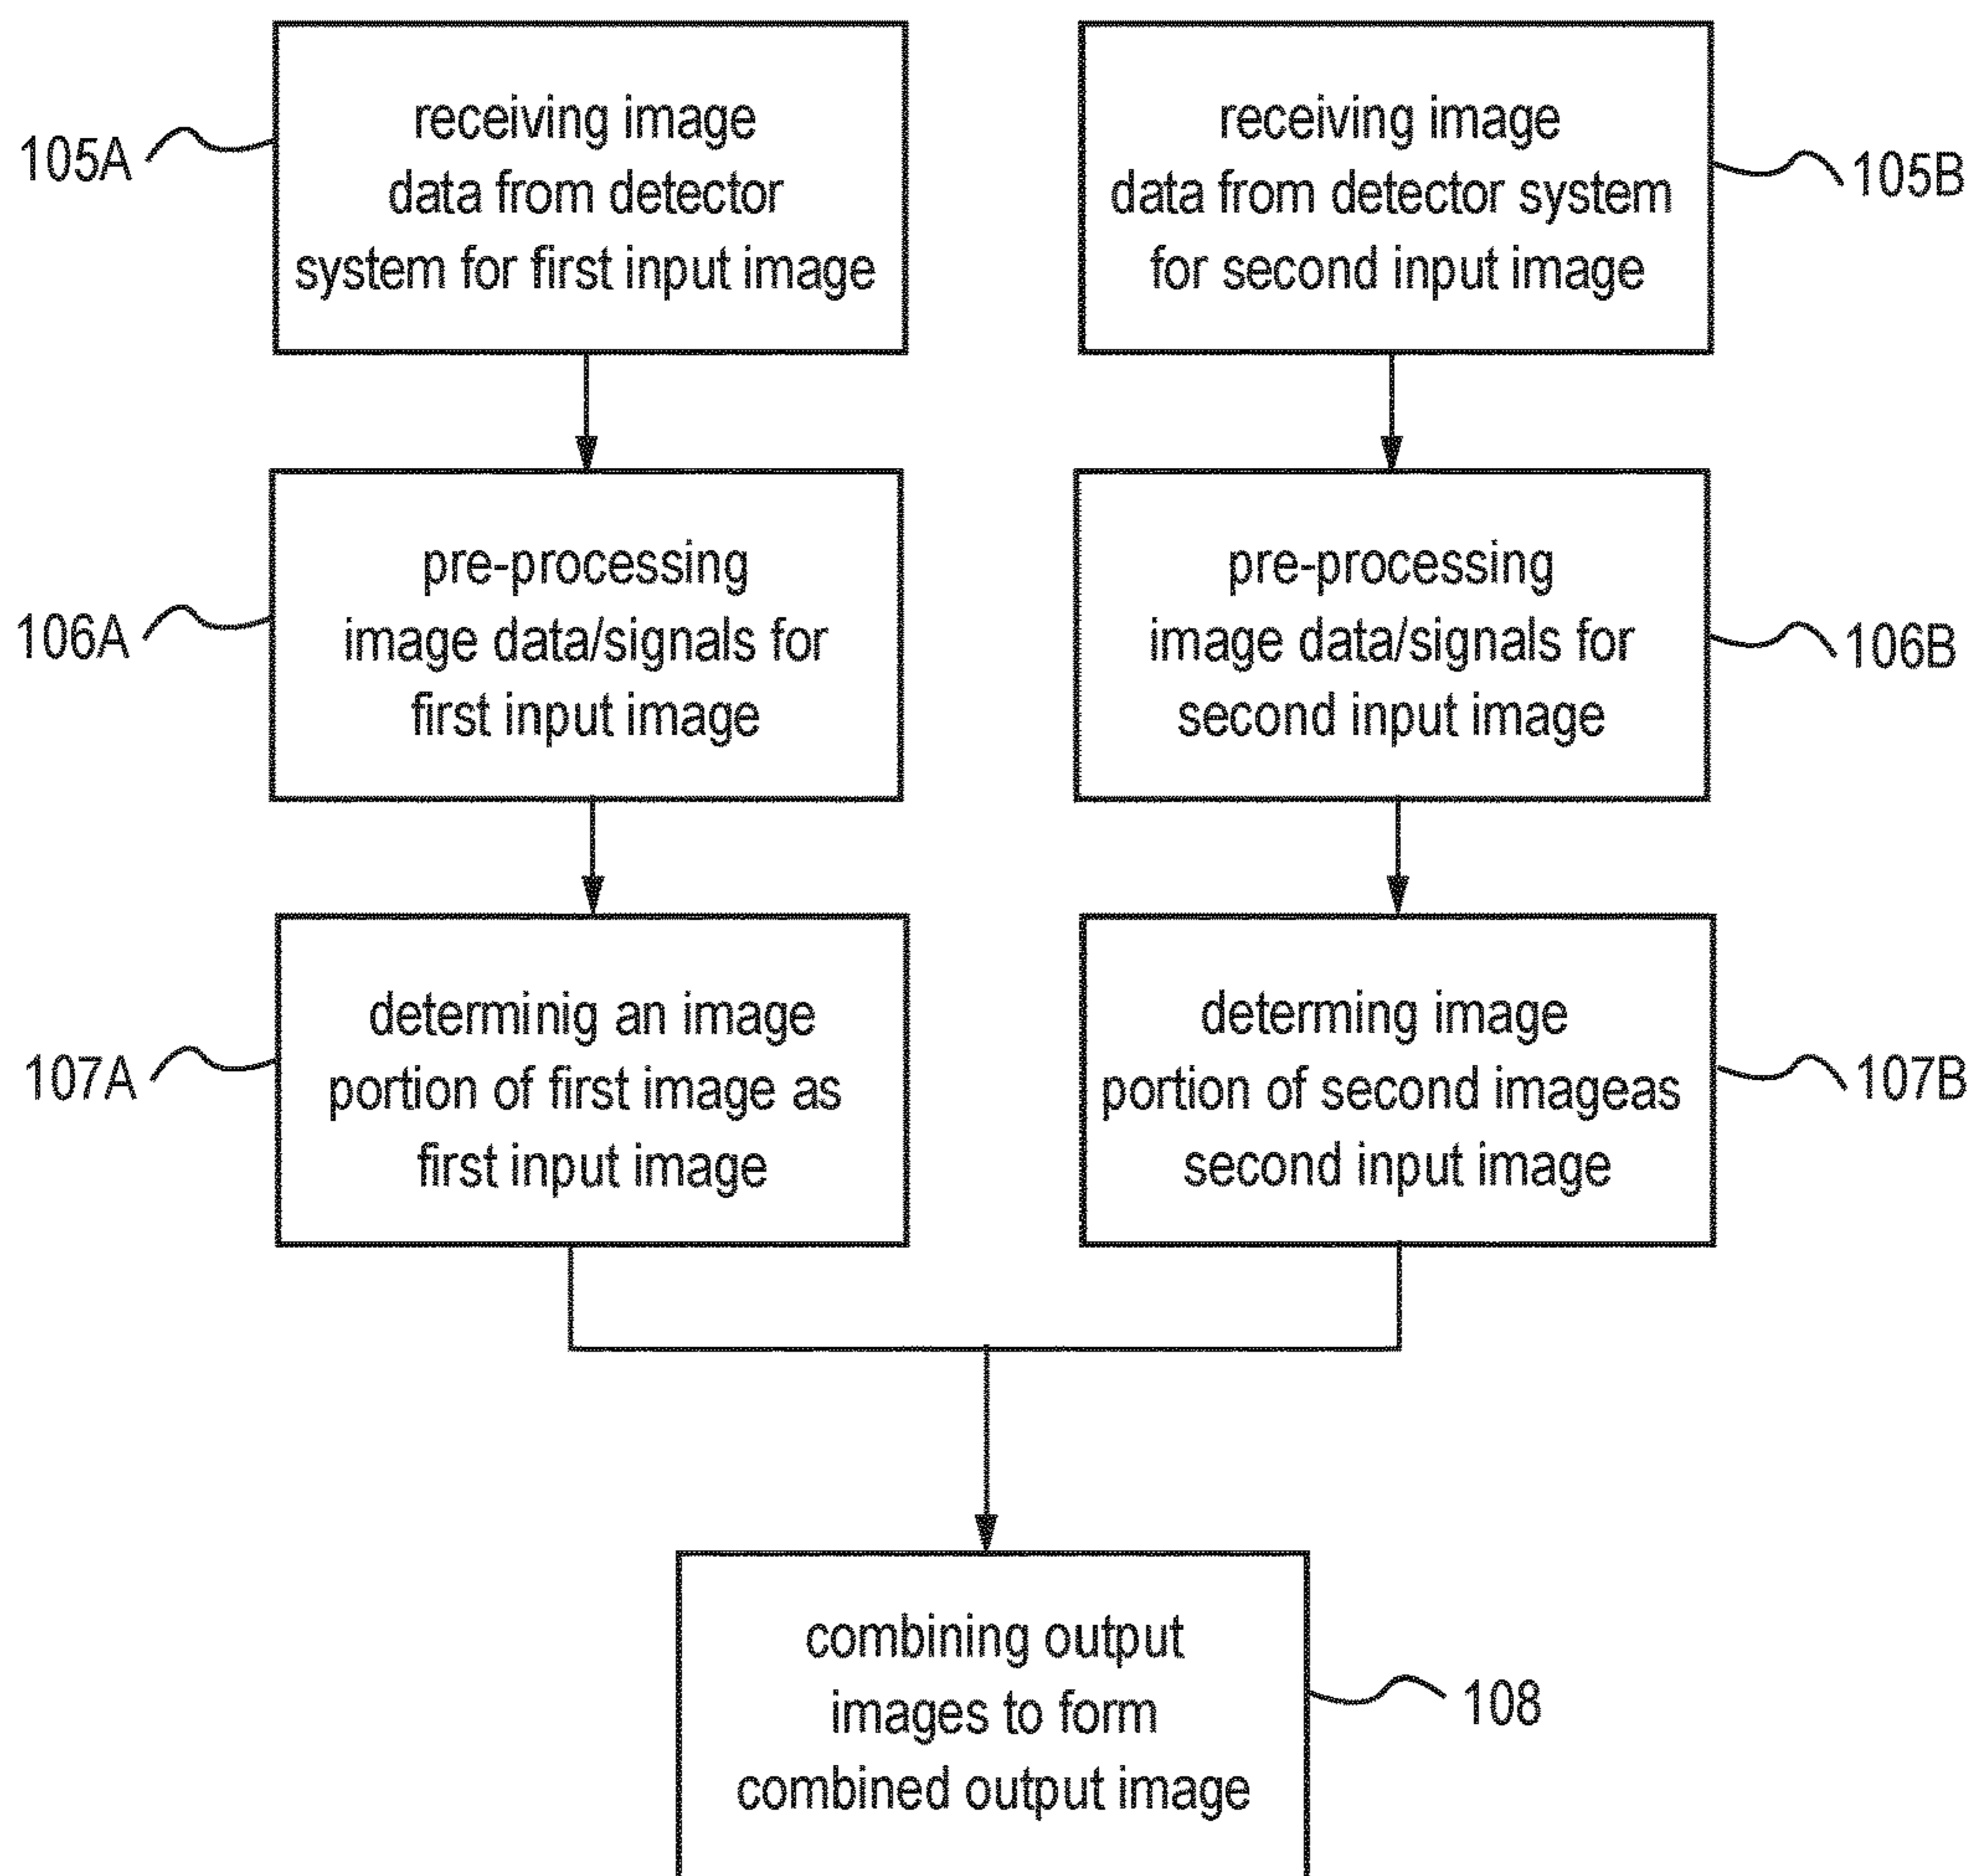 105A
receiving image
data from detector
system for first input image
receiving image
data from detector system
for second input image
105B
106A
pre-processing
image data/signals for
first input image
pre-processing
image data/signals for
second input image
106B
107A
determinig an image
portion of first image as
first input image
determing image
portion of second imageas
second input image
107B
combining output
images to form
combined output image
108